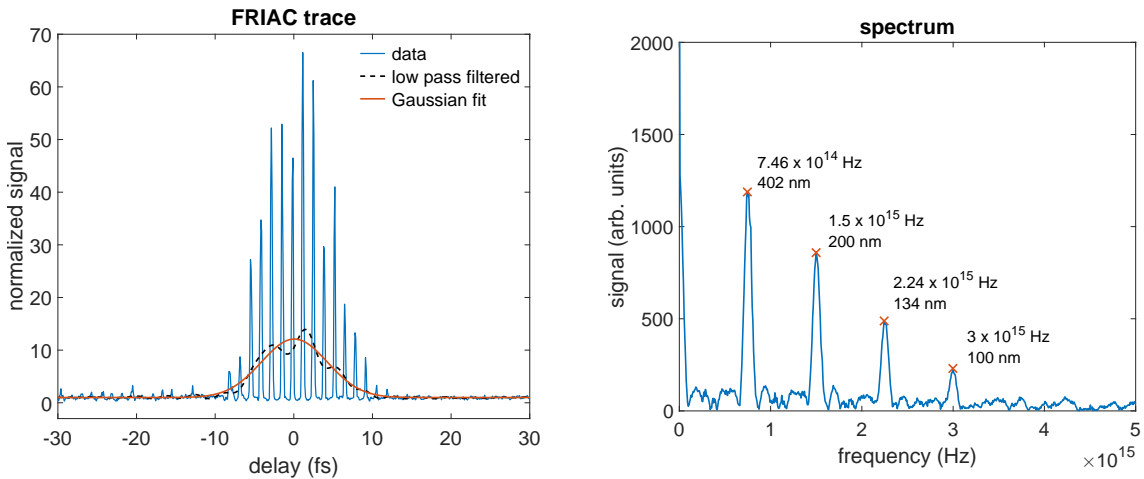 FRIAC trace
normalized signal
70
60
50
40
30
20
10
0
data
low pass filtered
Gaussian fit
-30
-20
-10
0
10
20
30
delay (fs)
spectrum
signal (arb. units)
2000
1500
1000
500
0
7.46 x 10¹⁴ Hz
402 nm
1.5 x 10¹⁵ Hz
200 nm
2.24 x 10¹⁵ Hz
134 nm
3 x 10¹⁵ Hz
100 nm
0
1
2
3
4
5
frequency (Hz)
×10¹⁵